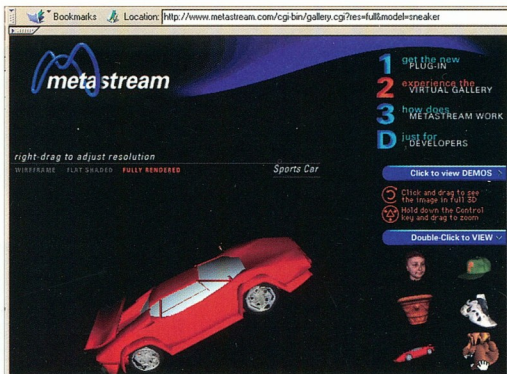 Bookmarks Location: http://www.metastream.com/cgi-bin/gallery.cgi?res=full&model=sneaker
metastream
1 get the new
PLUG-IN
2 experience the
VIRTUAL GALLERY
3 how does
METASTREAM WORK
D just for
DEVELOPERS
right-drag to adjust resolution
WIREFRAME FLAT SHADED FULLY RENDERED
Sports Car
Click to view DEMOS
Click and drag to see
the image in full 3D
Hold down the Control
key and drag to zoom
Double-Click to VIEW